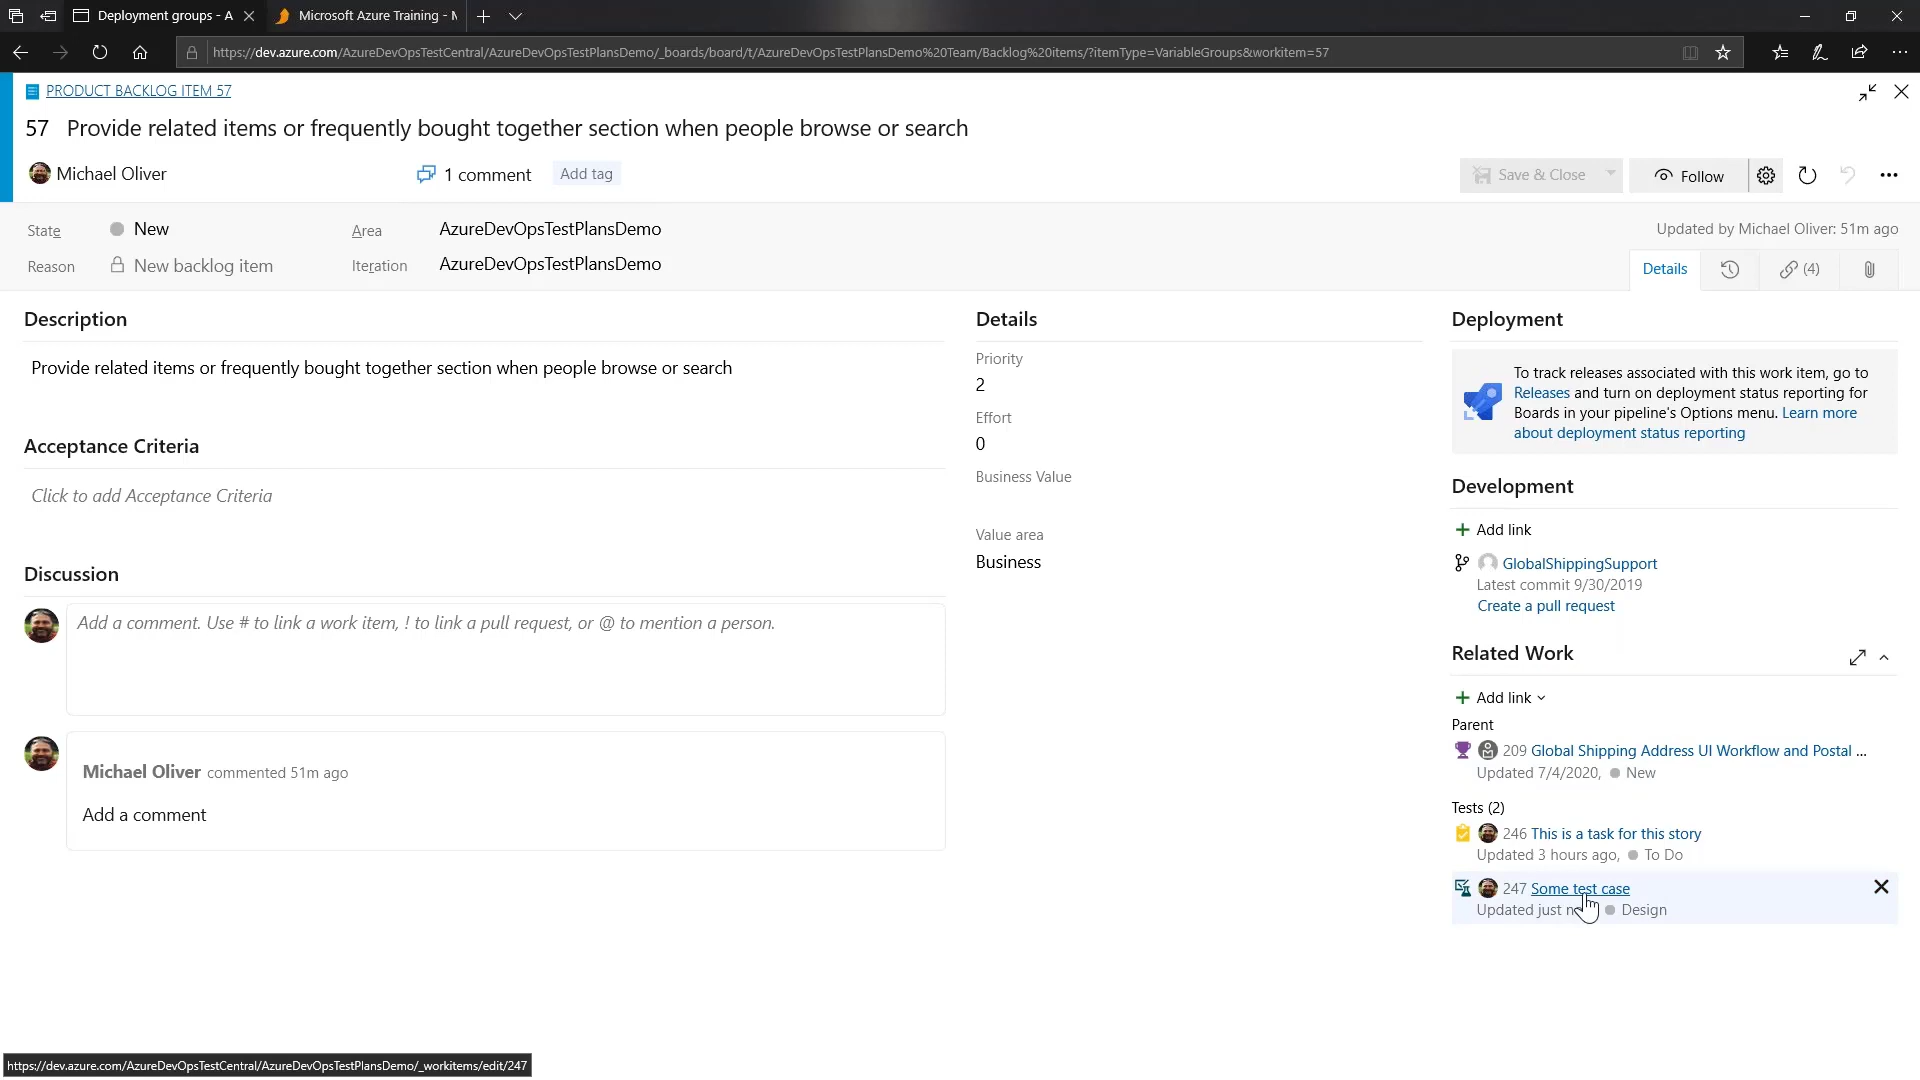 Deployment groups - A
Microsoft Azure Training - M
https://dev.azure.com/AzureDevOpsTestCentral/AzureDevOpsTestPlansDemo/_boards/board/t/AzureDevOpsTestPlansDemo%20Team/Backlog%20items/?itemType=VariableGroups&workitem=57
PRODUCT BACKLOG ITEM 57
57 Provide related items or frequently bought together section when people browse or search
Michael Oliver
1 comment
Add tag
Save & Close
Follow
State
New
Area
AzureDevOpsTestPlansDemo
Updated by Michael Oliver: 51m ago
Reason
New backlog item
Iteration
AzureDevOpsTestPlansDemo
Details
(4)
Description
Provide related items or frequently bought together section when people browse or search
Acceptance Criteria
Click to add Acceptance Criteria
Discussion
Add a comment. Use # to link a work item, ! to link a pull request, or @ to mention a person.
Michael Oliver commented 51m ago
Add a comment
Details
Priority
2
Effort
0
Business Value
Value area
Business
Deployment
To track releases associated with this work item, go to
Releases and turn on deployment status reporting for
Boards in your pipeline's Options menu. Learn more
about deployment status reporting
Development
+ Add link
GlobalShippingSupport
Latest commit 9/30/2019
Create a pull request
Related Work
+ Add link
Parent
209 Global Shipping Address UI Workflow and Postal ...
Updated 7/4/2020, New
Tests (2)
246 This is a task for this story
Updated 3 hours ago, To Do
247 Some test case
Updated just Design
https://dev.azure.com/AzureDevOpsTestCentral/AzureDevOpsTestPlansDemo/_workitems/edit/247